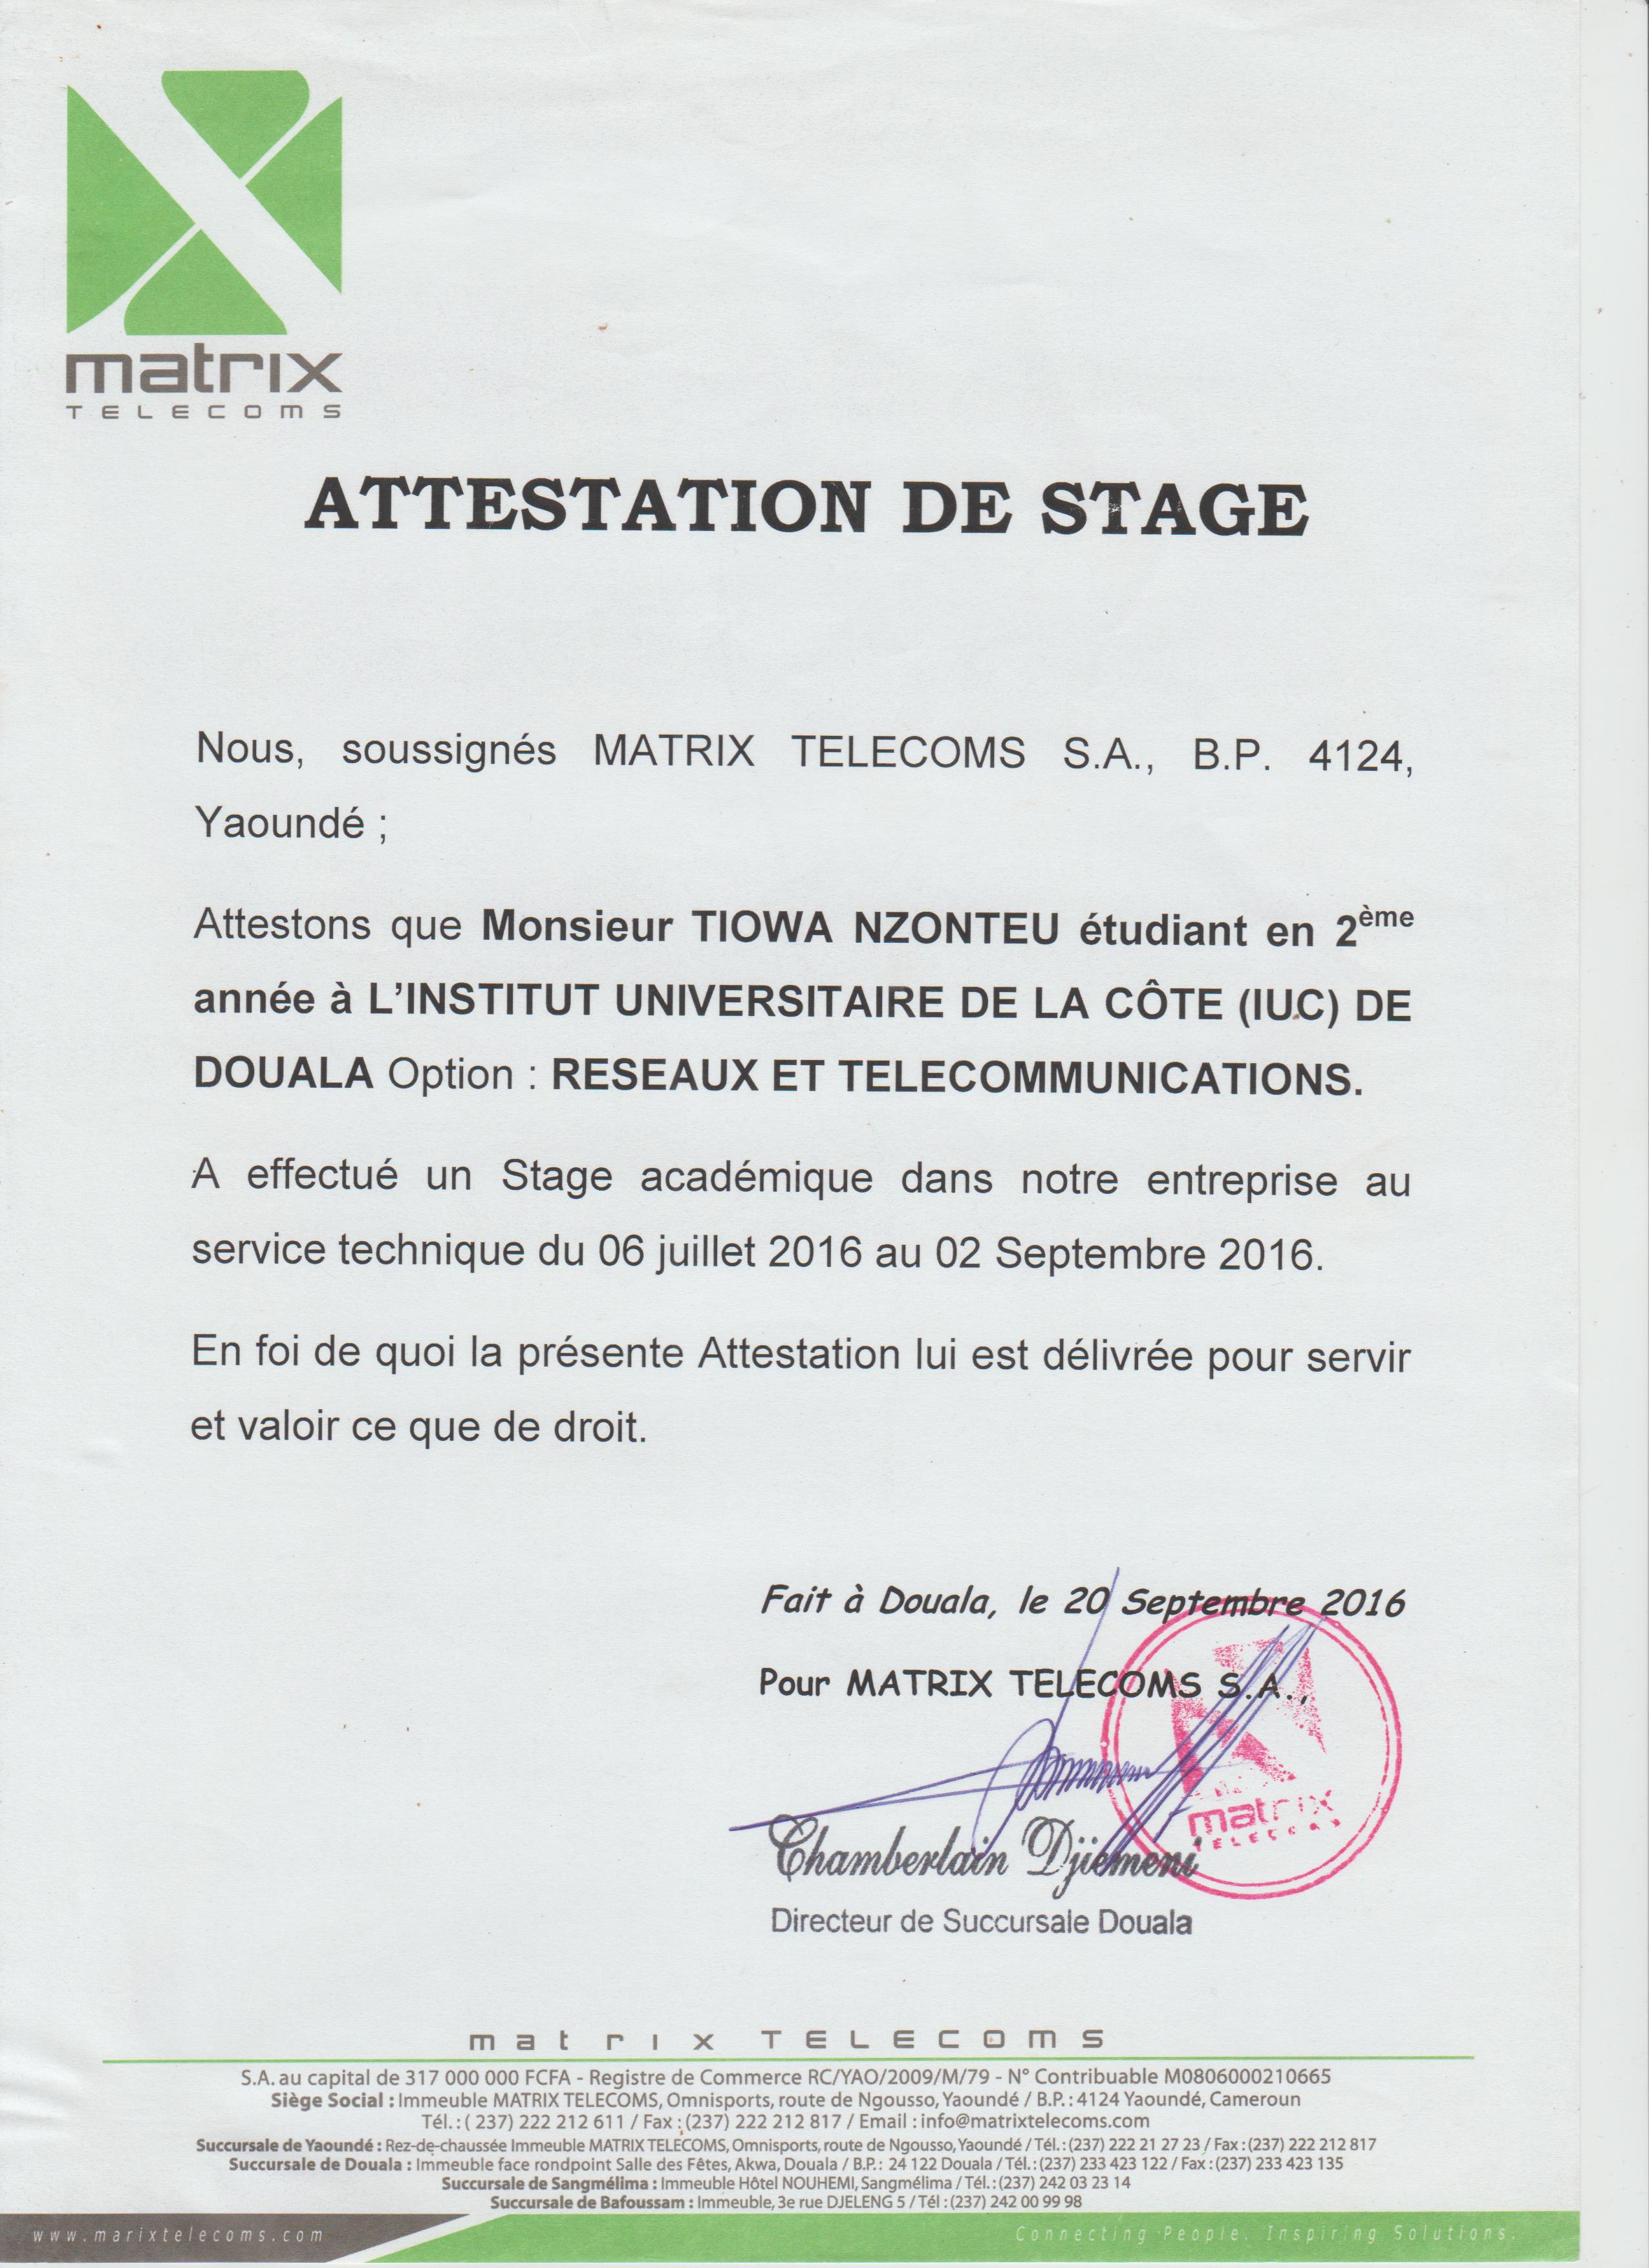 matrix
TELECOMS
ATTESTATION DE STAGE
Nous, soussignés MATRIX TELECOMS S.A., B.P. 4124,
Yaoundé ;
Attestons que Monsieur TIOWA NZONTEU étudiant en 2ème
année à L'INSTITUT UNIVERSITAIRE DE LA CÔTE (IUC) DE
DOUALA Option : RESEAUX ET TELECOMMUNICATIONS.
A effectué un Stage académique dans notre entreprise au
service technique du 06 juillet 2016 au 02 Septembre 2016.
En foi de quoi la présente Attestation lui est délivrée pour servir
et valoir ce que de droit.
Fait à Douala, le 20 Septembre 2016
Pour MATRIX TELECOMS S.A.,
matrix
TELECOMS
Chamberlain Djiemeni
Directeur de Succursale Douala
matrix TELECOMS
S.A. au capital de 317 000 000 FCFA - Registre de Commerce RC/YAO/2009/M/79 - N° Contribuable M0806000210665
Siège Social : Immeuble MATRIX TELECOMS, Omnisports, route de Ngousso, Yaoundé / B.P. : 4124 Yaoundé, Cameroun
Tél. : ( 237) 222 212 611 / Fax : (237) 222 212 817 / Email : info@matrixtelecoms.com
Succursale de Yaoundé : Rez-de-chaussée Immeuble MATRIX TELECOMS, Omnisports, route de Ngousso, Yaoundé / Tél. : (237) 222 21 27 23 / Fax : (237) 222 212 817
Succursale de Douala : Immeuble face rondpoint Salle des Fêtes, Akwa, Douala / B.P. : 24 122 Douala / Tél. : (237) 233 423 122 / Fax : (237) 233 423 135
Succursale de Sangmélima : Immeuble Hôtel NOUHEMI, Sangmélima / Tél. : (237) 242 03 23 14
Succursale de Bafoussam : Immeuble, 3e rue DJELENG 5 / Tél : (237) 242 00 99 98
www.marixtelecoms.com
Connecting People. Inspiring Solutions.